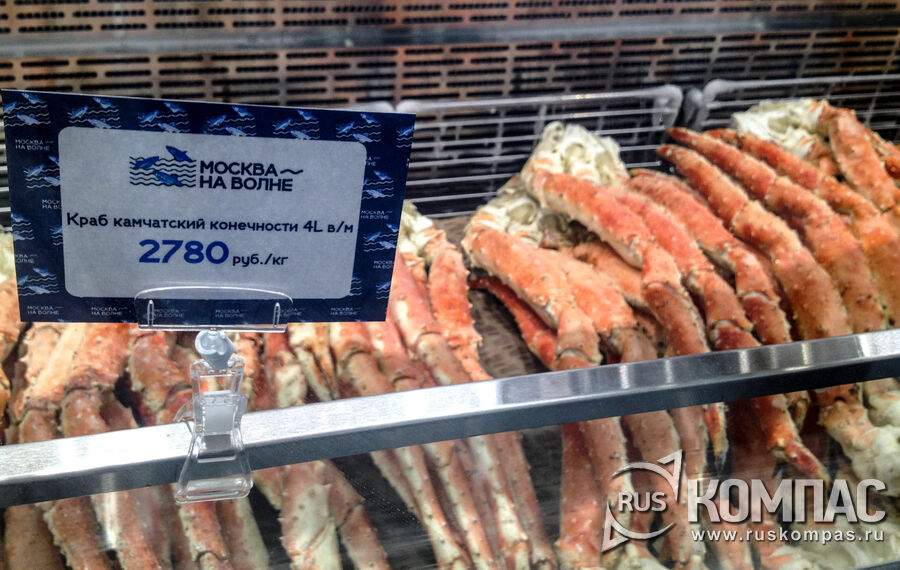 МОСКВА
НА ВОЛНЕ
Краб камчатский конечности 4L в/м
2780 руб./кг
RUS КОМПАС
www.ruskompas.ru